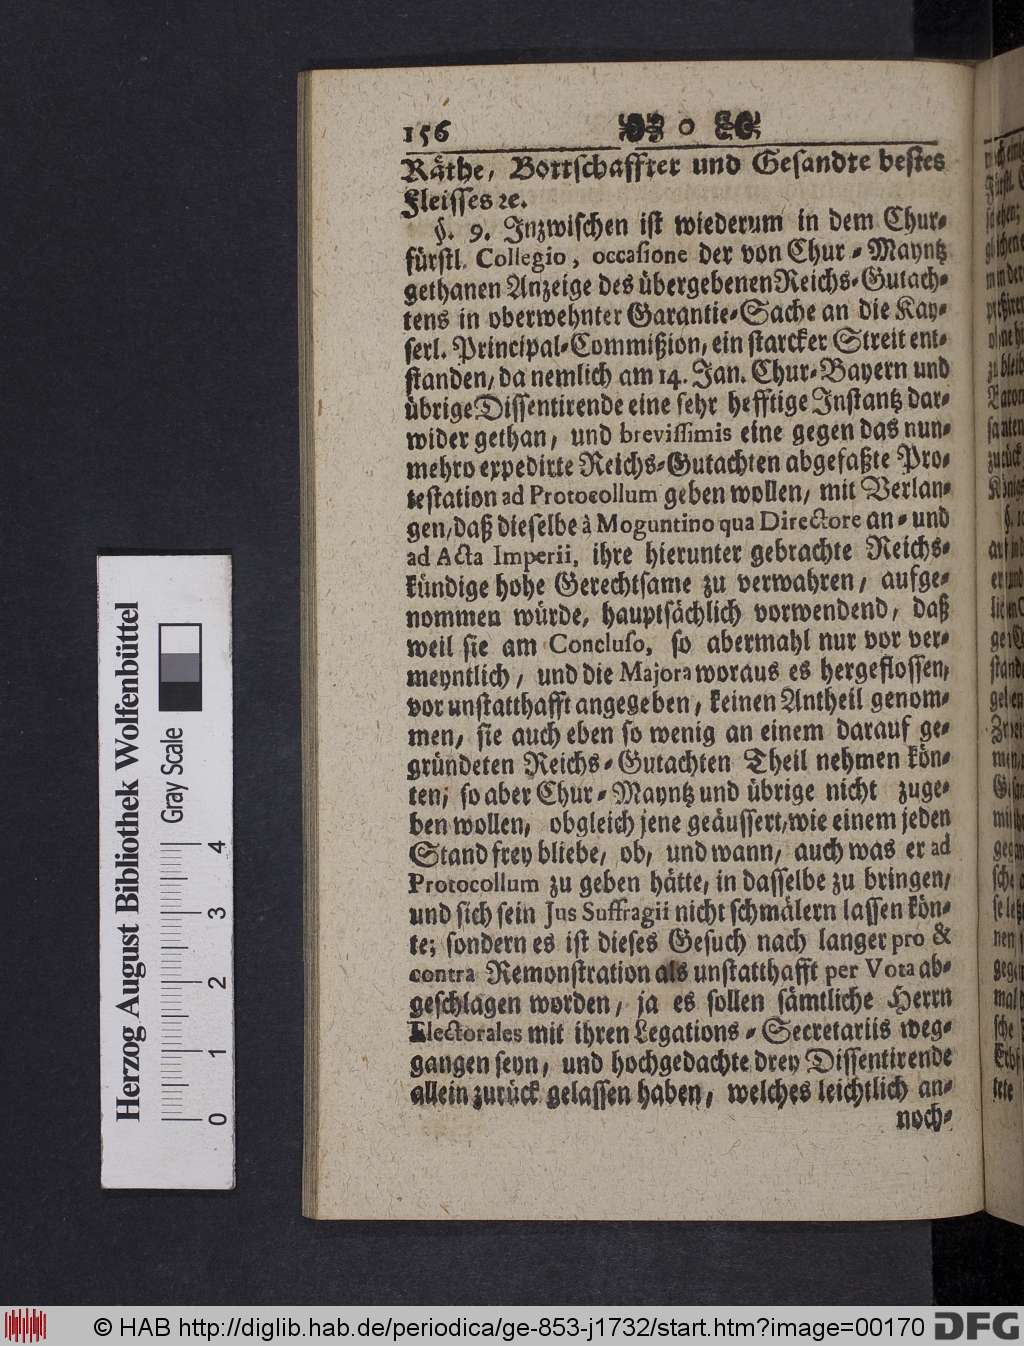 156
Räthe, Bottschaffter und Gesandte bestes
Fleisses ꝛc.
§. 9. Inzwischen ist wiederum in dem Chur-
fürstl. Collegio, occasione der von Chur-Mayntz
gethanen Anzeige des übergebenen Reichs-Gutach-
tens in oberwehnter Garantie-Sache an die Kay-
serl. Principal-Commißion, ein starcker Streit ent-
standen, da nemlich am 14. Jan. Chur-Bayern und
übrige Dissentirende eine sehr hefftige Instantz dar-
wider gethan, und brevissimis eine gegen das nun-
mehro expedirte Reichs-Gutachten abgefaßte Pro-
testation ad Protocollum geben wollen, mit Verlan-
gen, daß dieselbe à Moguntino qua Directore an- und
ad Acta Imperii, ihre hierunter gebrachte Reichs-
kündige hohe Gerechtsame zu verwahren, aufge-
nommen würde, hauptsächlich vorwendend, daß
weil sie am Concluso, so abermahl nur vor ver-
meyntlich, und die Majora woraus es hergeflossen,
vor unstatthafft angegeben, keinen Antheil genom-
men, sie auch eben so wenig an einem darauf ge-
gründeten Reichs-Gutachten Theil nehmen kön-
ten; so aber Chur-Mayntz und übrige nicht zuge-
ben wollen, obgleich jene geäussert, wie einem jeden
Stand frey bliebe, ob, und wann, auch was er ad
Protocollum zu geben hätte, in dasselbe zu bringen,
und sich sein Jus Suffragii nicht schmälern lassen kön-
te; sondern es ist dieses Gesuch nach langer pro &
contra Remonstration als unstatthafft per Vota ab-
geschlagen worden, ja es sollen sämtliche Herrn
Electorales mit ihren Legations-Secretariis weg-
gangen seyn, und hochgedachte drey Dissentirende
allein zurück gelassen haben, welches leichtlich an-
noch-
Herzog August Bibliothek Wolfenbüttel
Gray Scale
0 1 2 3 4
© HAB http://diglib.hab.de/periodica/ge-853-j1732/start.htm?image=00170
DFG